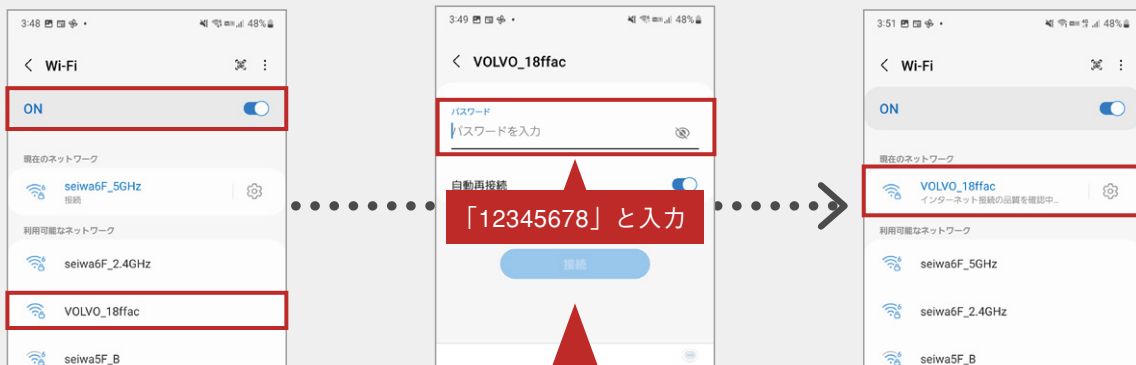 3:48
48%
Wi-Fi
ON
現在のネットワーク
seiwa6F_5GHz
接続
利用可能なネットワーク
seiwa6F_2.4GHz
VOLVO_18ffac
seiwa5F_B
3:49
48%
VOLVO_18ffac
パスワード
パスワードを入力
自動再接続
「12345678」と入力
接続
3:51
48%
Wi-Fi
ON
現在のネットワーク
VOLVO_18ffac
インターネット接続の品質を確認中...
利用可能なネットワーク
seiwa6F_5GHz
seiwa6F_2.4GHz
seiwa5F_B